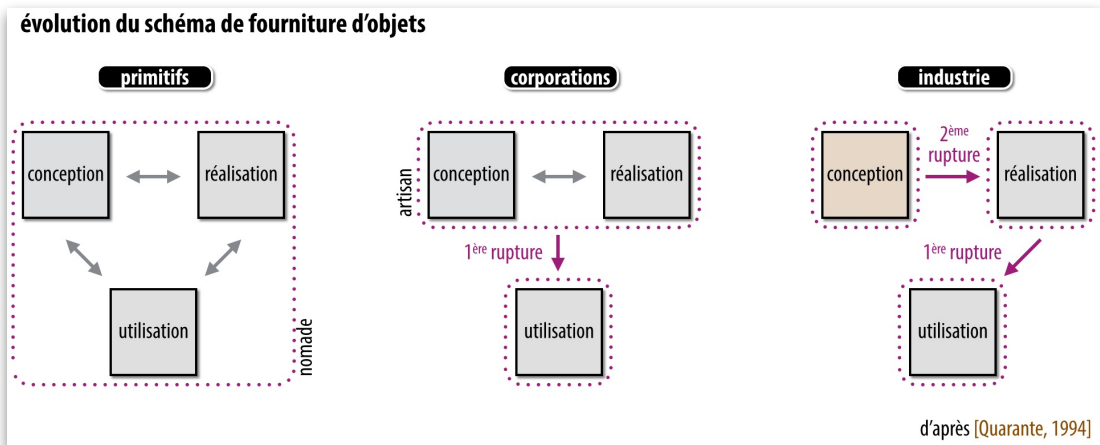 évolution du schéma de fourniture d'objets
primitifs
conception
réalisation
utilisation
nomade
corporations
artisan
conception
réalisation
1ère rupture
utilisation
industrie
conception
2ème
rupture
réalisation
1ère rupture
utilisation
d'après [Quarante, 1994]